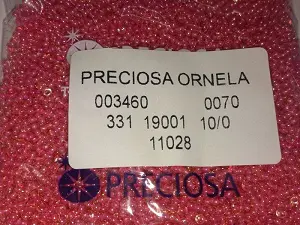 PRECIOSA ORNELA
003460 0070
331 19001 10/0
11028
PRECIOSA